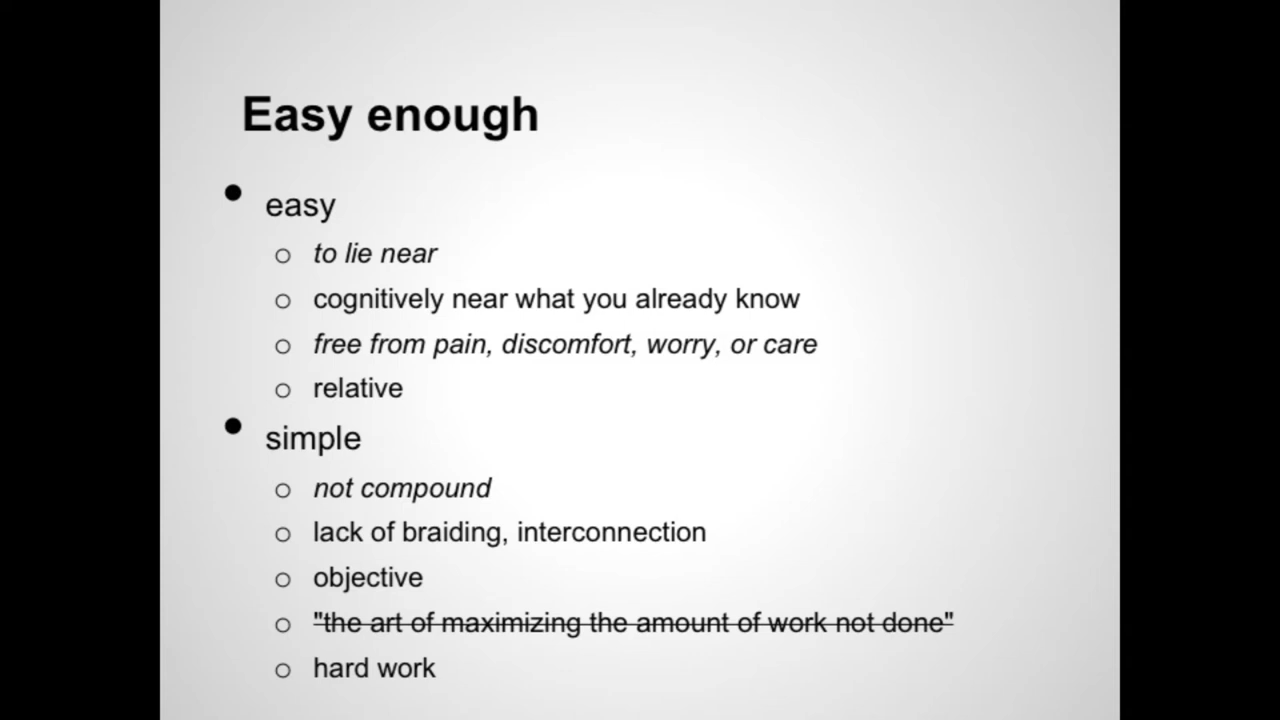 Easy enough
• easy
o to lie near
o cognitively near what you already know
o free from pain, discomfort, worry, or care
o relative
• simple
o not compound
o lack of braiding, interconnection
o objective
o "the art of maximizing the amount of work not done"
o hard work